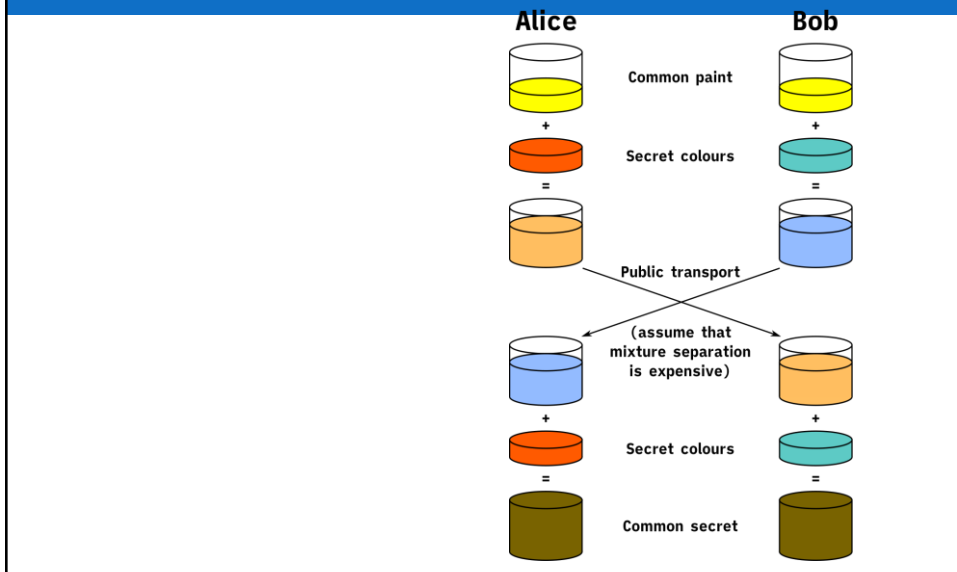 Alice Bob
Common paint
+ +
Secret colours
= =
Public transport
(assume that
mixture separation
is expensive)
+ +
Secret colours
= =
Common secret